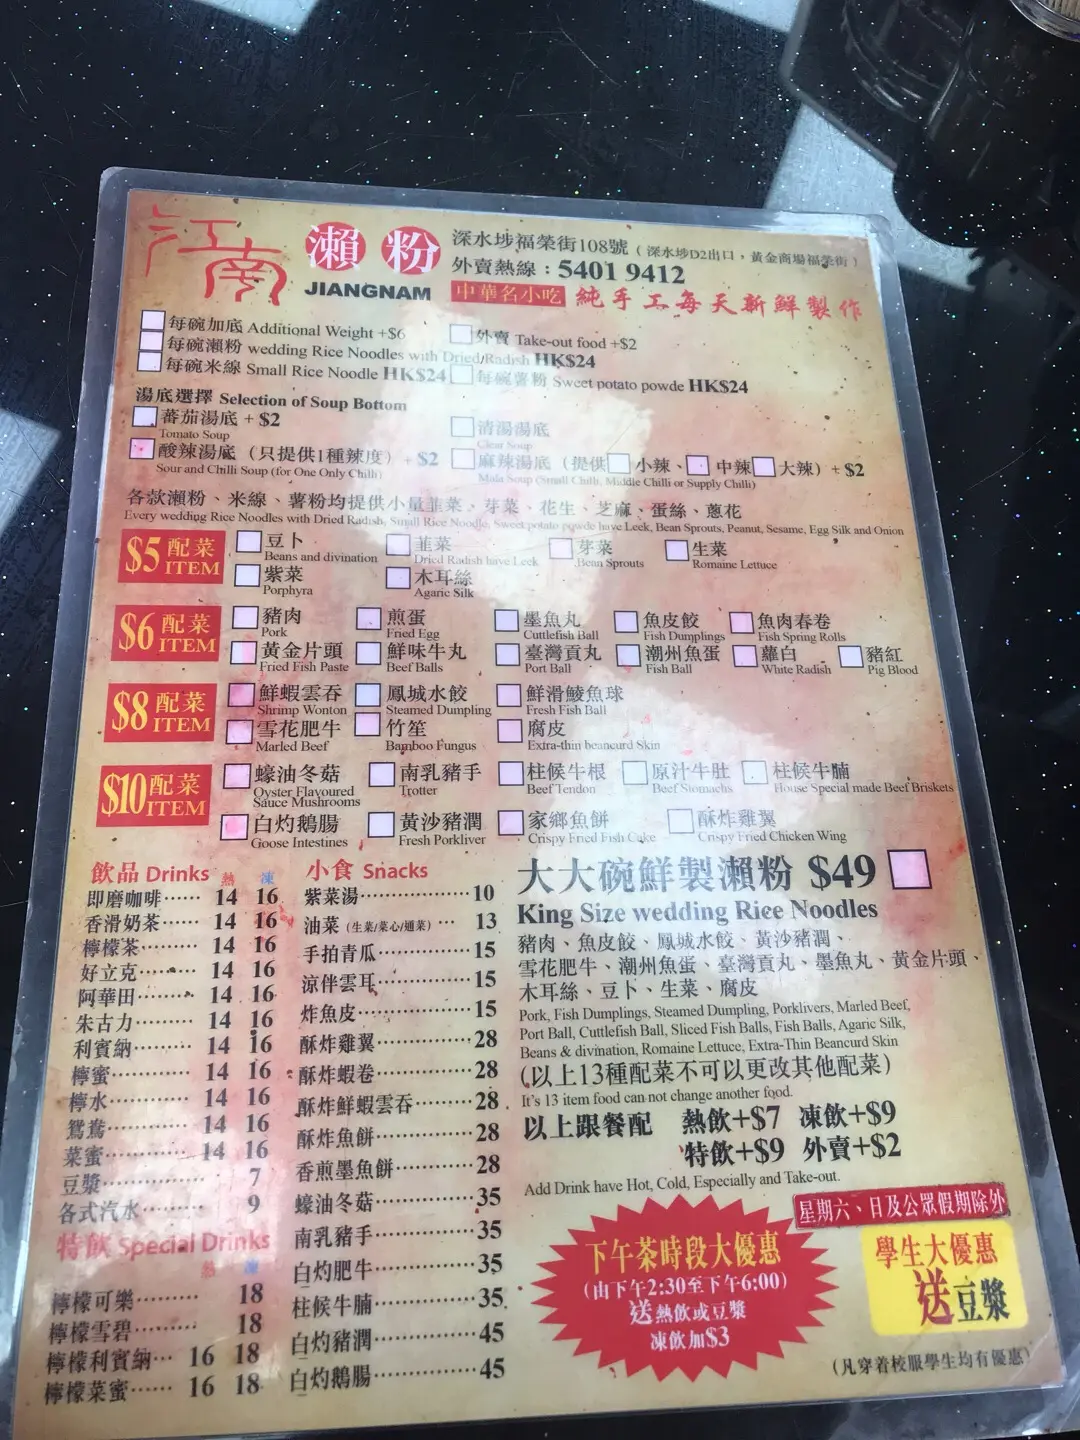 江南 瀨粉
JIANGNAM
深水埗福榮街108號（深水埗D2出口，黃金商場福榮街）
外賣熱線：5401 9412
中華名小吃 純手工每天新鮮製作
每碗加底 Additional Weight +$6 外賣 Take-out food +$2
每碗瀨粉 wedding Rice Noodles with Dried/Radish HK$24
每碗米線 Small Rice Noodle HK$24 每碗薯粉 Sweet potato powde HK$24
湯底選擇 Selection of Soup Bottom
蕃茄湯底 + $2 清湯湯底
Tomato Soup Clear Soup
酸辣湯底（只提供1種辣度）+ $2 麻辣湯底（提供 小辣、 中辣 大辣）+ $2
Sour and Chilli Soup (for One Only Chilli) Mala Soup (Small Chilli, Middle Chilli or Supply Chilli)
各款瀨粉、米線、薯粉均提供小量韮菜、芽菜、花生、芝麻、蛋絲、蔥花
Every wedding Rice Noodles with Dried Radish, Small Rice Noodle, Sweet potato powde have Leek, Bean Sprouts, Peanut, Sesame, Egg Silk and Onion
$5 配菜 ITEM
豆卜 韮菜 芽菜 生菜
Beans and divination Dried Radish have Leek Bean Sprouts Romaine Lettuce
紫菜 木耳絲
Porphyra Agaric Silk
$6 配菜 ITEM
豬肉 煎蛋 墨魚丸 魚皮餃 魚肉春卷
Pork Fried Egg Cuttlefish Ball Fish Dumplings Fish Spring Rolls
黃金片頭 鮮味牛丸 臺灣貢丸 潮州魚蛋 蘿白 豬紅
Fried Fish Paste Beef Balls Port Ball Fish Ball White Radish Pig Blood
$8 配菜 ITEM
鮮蝦雲吞 鳳城水餃 鮮滑鯪魚球
Shrimp Wonton Steamed Dumpling Fresh Fish Ball
雪花肥牛 竹笙 腐皮
Marled Beef Bamboo Fungus Extra-thin beancurd Skin
$10 配菜 ITEM
蠔油冬菇 南乳豬手 柱候牛根 原汁牛肚 柱候牛腩
Oyster Flavoured Sauce Mushrooms Trotter Beef Tendon Beef Stomachs House Special made Beef Briskets
白灼鵝腸 黃沙豬潤 家鄉魚餅 酥炸雞翼
Goose Intestines Fresh Porkliver Crispy Fried Fish Cake Crispy Fried Chicken Wing
飲品 Drinks 熱 凍
即磨咖啡…… 14 16
香滑奶茶…… 14 16
檸檬茶…… 14 16
好立克…… 14 16
阿華田…… 14 16
朱古力…… 14 16
利賓納…… 14 16
檸蜜…… 14 16
檸水…… 14 16
鴛鴦…… 14 16
菜蜜…… 14 16
豆漿…… 7
各式汽水…… 9
特飲 Special Drinks
熱 凍
檸檬可樂…… 18
檸檬雪碧…… 18
檸檬利賓納… 16 18
檸檬菜蜜… 16 18
小食 Snacks
紫菜湯…… 10
油菜（生菜/菜心/通菜）… 13
手拍青瓜…… 15
涼伴雲耳…… 15
炸魚皮…… 15
酥炸雞翼…… 28
酥炸蝦卷…… 28
酥炸鮮蝦雲吞… 28
酥炸魚餅…… 28
香煎墨魚餅…… 28
蠔油冬菇…… 35
南乳豬手…… 35
白灼肥牛…… 35
柱候牛腩…… 35
白灼豬潤…… 45
白灼鵝腸…… 45
大大碗鮮製瀨粉 $49
King Size wedding Rice Noodles
豬肉、魚皮餃、鳳城水餃、黃沙豬潤、
雪花肥牛、潮州魚蛋、臺灣貢丸、墨魚丸、黃金片頭、
木耳絲、豆卜、生菜、腐皮
Pork, Fish Dumplings, Steamed Dumpling, Porklivers, Marled Beef,
Port Ball, Cuttlefish Ball, Sliced Fish Balls, Fish Balls, Agaric Silk,
Beans & divination, Romaine Lettuce, Extra-Thin Beancurd Skin
(以上13種配菜不可以更改其他配菜)
It's 13 item food can not change another food.
以上跟餐配 熱飲+$7 凍飲+$9
特飲+$9 外賣+$2
Add Drink have Hot, Cold, Especially and Take-out.
星期六、日及公眾假期除外
下午茶時段大優惠
(由下午2:30至下午6:00)
送熱飲或豆漿
凍飲加$3
學生大優惠
送豆漿
(凡穿着校服學生均有優惠)